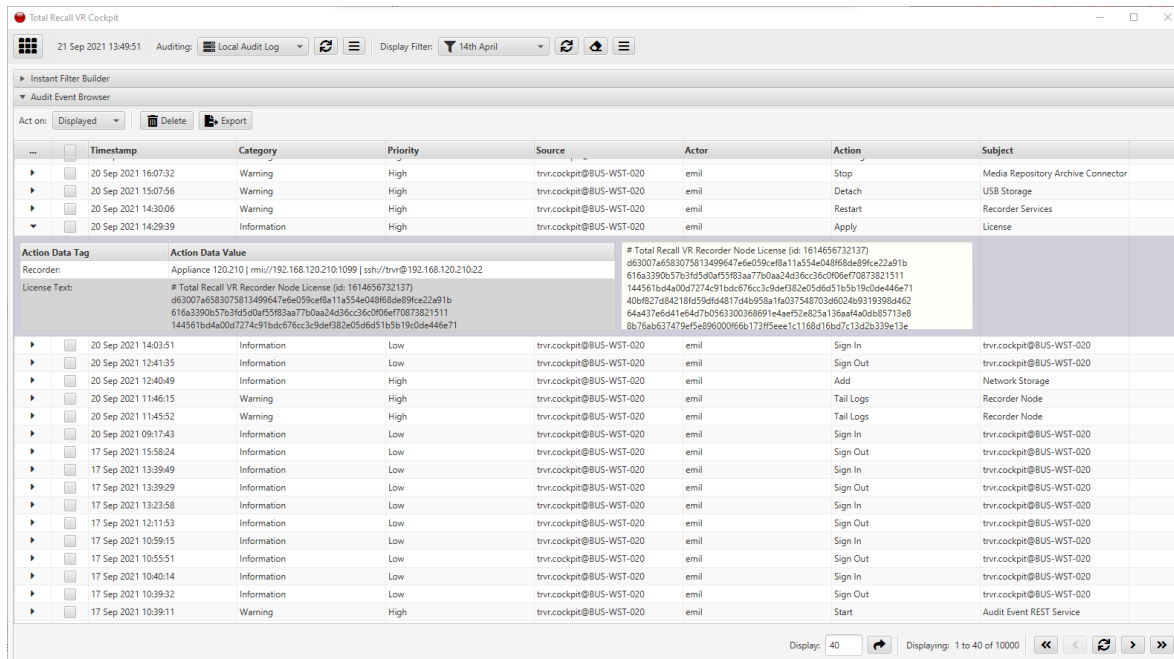 Total Recall VR Cockpit
21 Sep 2021 13:49:51 Auditing: Local Audit Log Display Filter: 14th April
Instant Filter Builder
Audit Event Browser
Act on: Displayed Delete Export
... Timestamp Category Priority Source Actor Action Subject
20 Sep 2021 16:07:32 Warning High trvr.cockpit@BUS-WST-020 emil Stop Media Repository Archive Connector
20 Sep 2021 15:07:56 Warning High trvr.cockpit@BUS-WST-020 emil Detach USB Storage
20 Sep 2021 14:30:06 Warning High trvr.cockpit@BUS-WST-020 emil Restart Recorder Services
20 Sep 2021 14:29:39 Information High trvr.cockpit@BUS-WST-020 emil Apply License
Action Data Tag Action Data Value
Recorder: Appliance 120.210 | rmi://192.168.120.210:1099 | ssh://trvr@192.168.120.210:22
License Text: # Total Recall VR Recorder Node License (id: 1614656732137)
d63007a6583075813499647e6e059cef8a11a554e048f68de89fce22a91b
616a3390b57b3fd5d0af55f83aa77b0aa24d36cc36c0f06ef70873821511
144561bd4a00d7274c91bdc676cc3c9def382e05d6d51b5b19c0de446e71
# Total Recall VR Recorder Node License (id: 1614656732137)
d63007a6583075813499647e6e059cef8a11a554e048f68de89fce22a91b
616a3390b57b3fd5d0af55f83aa77b0aa24d36cc36c0f06ef70873821511
144561bd4a00d7274c91bdc676cc3c9def382e05d6d51b5b19c0de446e71
40bf827d84218fd59dfd4817d4b958a1fa037548703d6024b9319398d462
64a437e6d41e64d7b0563300368691e4aef52e825a136aaf4a0db85713e8
8b76ab637479ef5e896000f66b173ff5eee1c1168d16bd7c13d2b339e13e
20 Sep 2021 14:03:51 Information Low trvr.cockpit@BUS-WST-020 emil Sign In trvr.cockpit@BUS-WST-020
20 Sep 2021 12:41:35 Information Low trvr.cockpit@BUS-WST-020 emil Sign Out trvr.cockpit@BUS-WST-020
20 Sep 2021 12:40:49 Information High trvr.cockpit@BUS-WST-020 emil Add Network Storage
20 Sep 2021 11:46:15 Warning High trvr.cockpit@BUS-WST-020 emil Tail Logs Recorder Node
20 Sep 2021 11:45:52 Warning High trvr.cockpit@BUS-WST-020 emil Tail Logs Recorder Node
20 Sep 2021 09:17:43 Information Low trvr.cockpit@BUS-WST-020 emil Sign In trvr.cockpit@BUS-WST-020
17 Sep 2021 15:58:24 Information Low trvr.cockpit@BUS-WST-020 emil Sign Out trvr.cockpit@BUS-WST-020
17 Sep 2021 13:39:49 Information Low trvr.cockpit@BUS-WST-020 emil Sign In trvr.cockpit@BUS-WST-020
17 Sep 2021 13:39:29 Information Low trvr.cockpit@BUS-WST-020 emil Sign Out trvr.cockpit@BUS-WST-020
17 Sep 2021 13:23:58 Information Low trvr.cockpit@BUS-WST-020 emil Sign In trvr.cockpit@BUS-WST-020
17 Sep 2021 12:11:53 Information Low trvr.cockpit@BUS-WST-020 emil Sign Out trvr.cockpit@BUS-WST-020
17 Sep 2021 10:59:15 Information Low trvr.cockpit@BUS-WST-020 emil Sign In trvr.cockpit@BUS-WST-020
17 Sep 2021 10:55:51 Information Low trvr.cockpit@BUS-WST-020 emil Sign Out trvr.cockpit@BUS-WST-020
17 Sep 2021 10:40:14 Information Low trvr.cockpit@BUS-WST-020 emil Sign In trvr.cockpit@BUS-WST-020
17 Sep 2021 10:39:32 Information Low trvr.cockpit@BUS-WST-020 emil Sign Out trvr.cockpit@BUS-WST-020
17 Sep 2021 10:39:11 Warning High trvr.cockpit@BUS-WST-020 emil Start Audit Event REST Service
Display: 40 Displaying: 1 to 40 of 10000